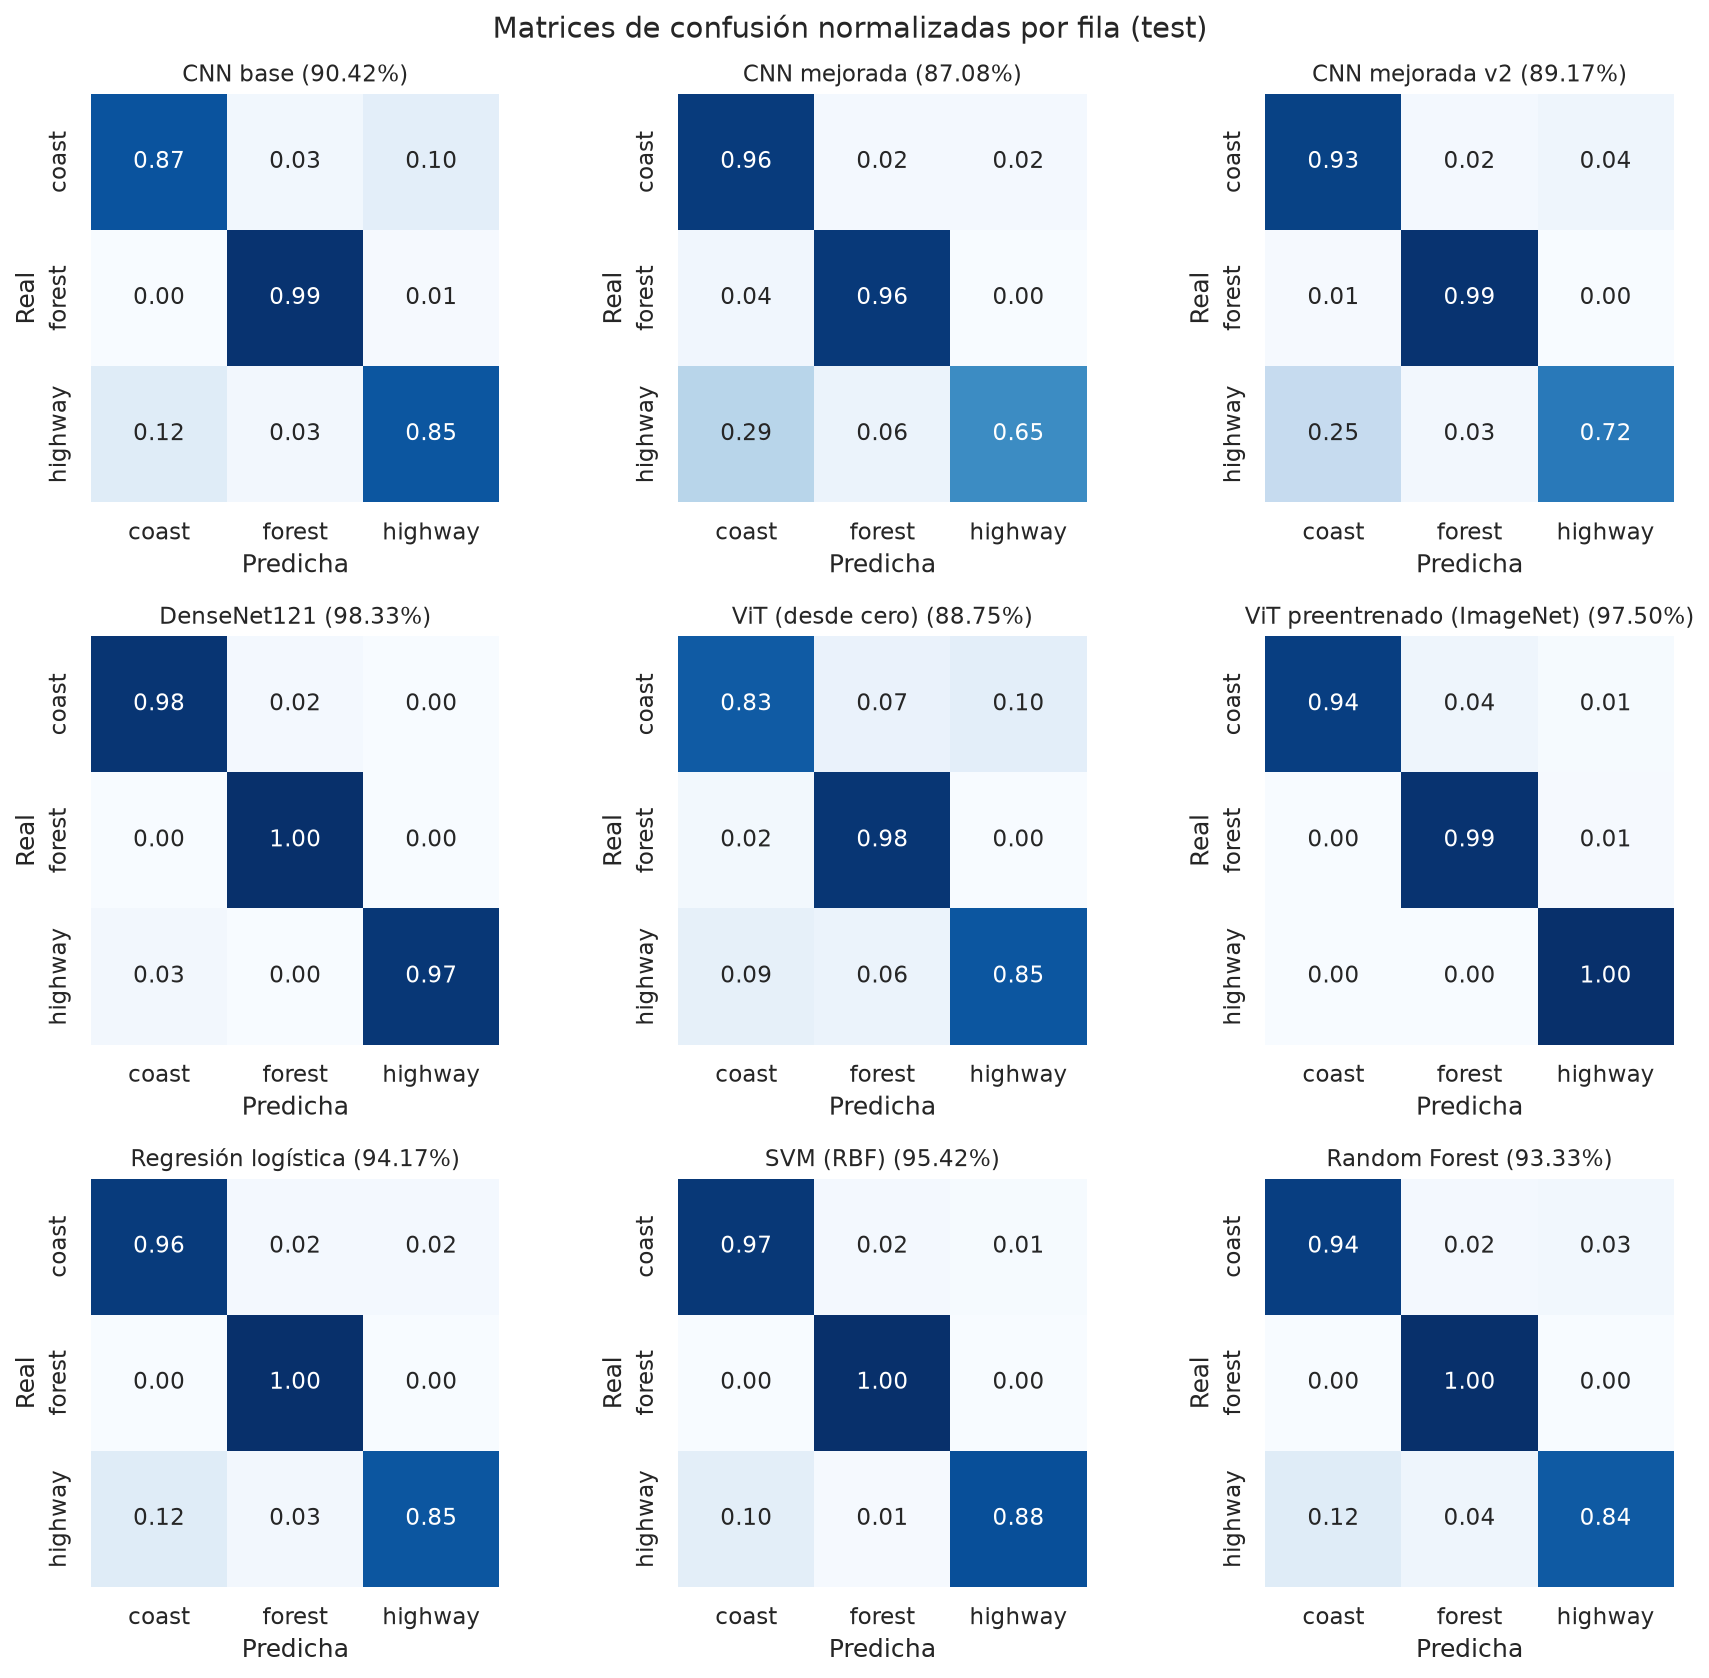 Matrices de confusión normalizadas por fila (test)
CNN base (90.42%)
coast 0.87 0.03 0.10
Real forest 0.00 0.99 0.01
highway 0.12 0.03 0.85
coast forest highway
Predicha
CNN mejorada (87.08%)
coast 0.96 0.02 0.02
Real forest 0.04 0.96 0.00
highway 0.29 0.06 0.65
coast forest highway
Predicha
CNN mejorada v2 (89.17%)
coast 0.93 0.02 0.04
Real forest 0.01 0.99 0.00
highway 0.25 0.03 0.72
coast forest highway
Predicha
DenseNet121 (98.33%)
coast 0.98 0.02 0.00
Real forest 0.00 1.00 0.00
highway 0.03 0.00 0.97
coast forest highway
Predicha
ViT (desde cero) (88.75%)
coast 0.83 0.07 0.10
Real forest 0.02 0.98 0.00
highway 0.09 0.06 0.85
coast forest highway
Predicha
ViT preentrenado (ImageNet) (97.50%)
coast 0.94 0.04 0.01
Real forest 0.00 0.99 0.01
highway 0.00 0.00 1.00
coast forest highway
Predicha
Regresión logística (94.17%)
coast 0.96 0.02 0.02
Real forest 0.00 1.00 0.00
highway 0.12 0.03 0.85
coast forest highway
Predicha
SVM (RBF) (95.42%)
coast 0.97 0.02 0.01
Real forest 0.00 1.00 0.00
highway 0.10 0.01 0.88
coast forest highway
Predicha
Random Forest (93.33%)
coast 0.94 0.02 0.03
Real forest 0.00 1.00 0.00
highway 0.12 0.04 0.84
coast forest highway
Predicha